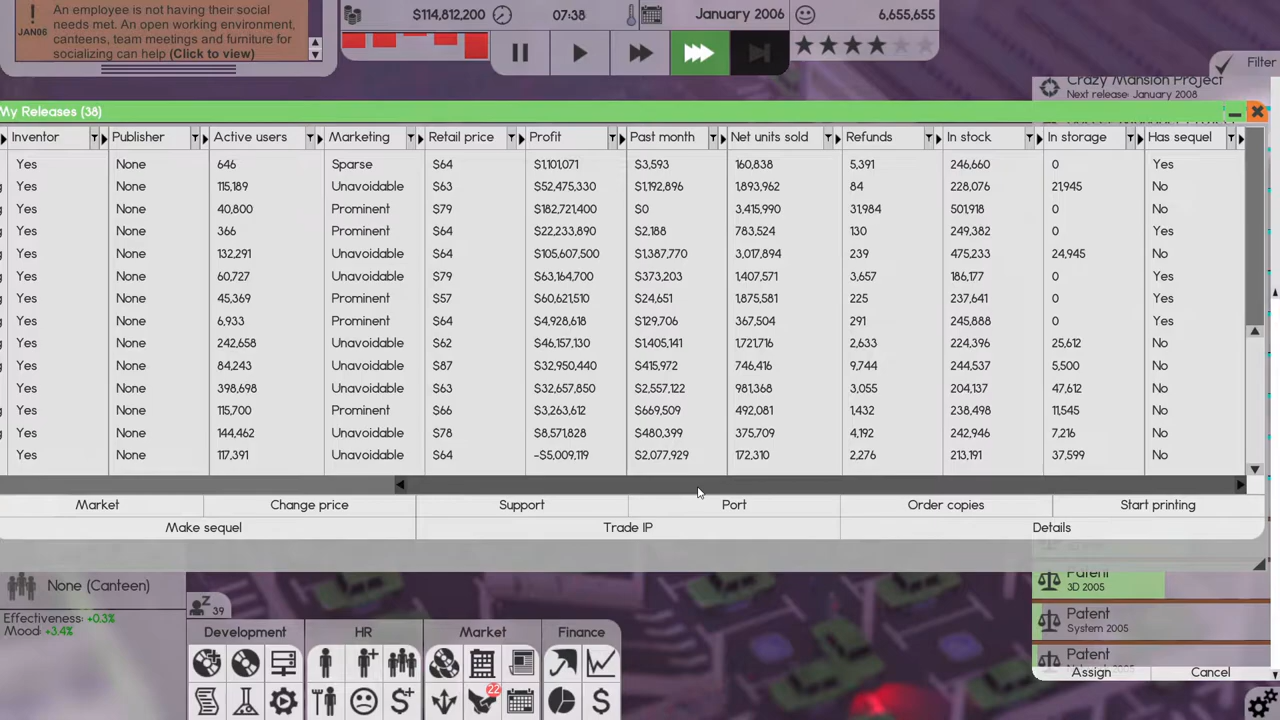 An employee is not having their social
needs met. An open working environment,
JAN06
canteens, team meetings and furniture for
socializing can help (Click to view)
$114,812,200 07:38 January 2006 6,655,655
Filter
Crazy Mansion Project
Next release: January 2008
My Releases (38)
Inventor Publisher Active users Marketing Retail price Profit Past month Net units sold Refunds In stock In storage Has sequel
Yes None 646 Sparse $64 $1,101,071 $3,593 160,838 5,391 246,660 0 Yes
Yes None 115,189 Unavoidable $63 $52,475,330 $1,192,896 1,893,962 84 228,076 21,945 No
Yes None 40,800 Prominent $79 $182,721,400 $0 3,415,990 31,984 501,918 0 No
Yes None 366 Prominent $64 $22,233,890 $2,188 783,524 130 249,382 0 Yes
Yes None 132,291 Unavoidable $64 $105,607,500 $1,387,770 3,017,894 239 475,233 24,945 No
Yes None 60,727 Unavoidable $79 $63,164,700 $373,203 1,407,571 3,657 186,177 0 Yes
Yes None 45,369 Prominent $57 $60,621,510 $24,651 1,875,581 225 237,641 0 Yes
Yes None 6,933 Prominent $64 $4,928,618 $129,706 367,504 291 245,888 0 Yes
Yes None 242,658 Unavoidable $62 $46,157,130 $1,405,141 1,721,716 2,633 224,396 25,612 No
Yes None 84,243 Unavoidable $87 $32,950,440 $415,972 746,416 9,744 244,537 5,500 No
Yes None 398,698 Unavoidable $63 $32,657,850 $2,557,122 981,368 3,055 204,137 47,612 No
Yes None 115,700 Prominent $66 $3,263,612 $669,509 492,081 1,432 238,498 11,545 No
Yes None 144,462 Unavoidable $78 $8,571,828 $480,399 375,709 4,192 242,946 7,216 No
Yes None 117,391 Unavoidable $64 -$5,009,119 $2,077,929 172,310 2,276 213,191 37,599 No
Market Change price Support Port Order copies Start printing
Make sequel Trade IP Details
None (Canteen)
Effectiveness: +0.3%
Mood: +3.4%
Z 39
Development HR Market Finance
22
Patent
3D 2005
Patent
System 2005
Patent
Assign Cancel